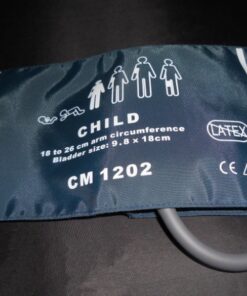 CHILD
18 to 26 cm arm circumference
Bladder size: 9.8 x 18cm
CM 1202
LATEX
CE